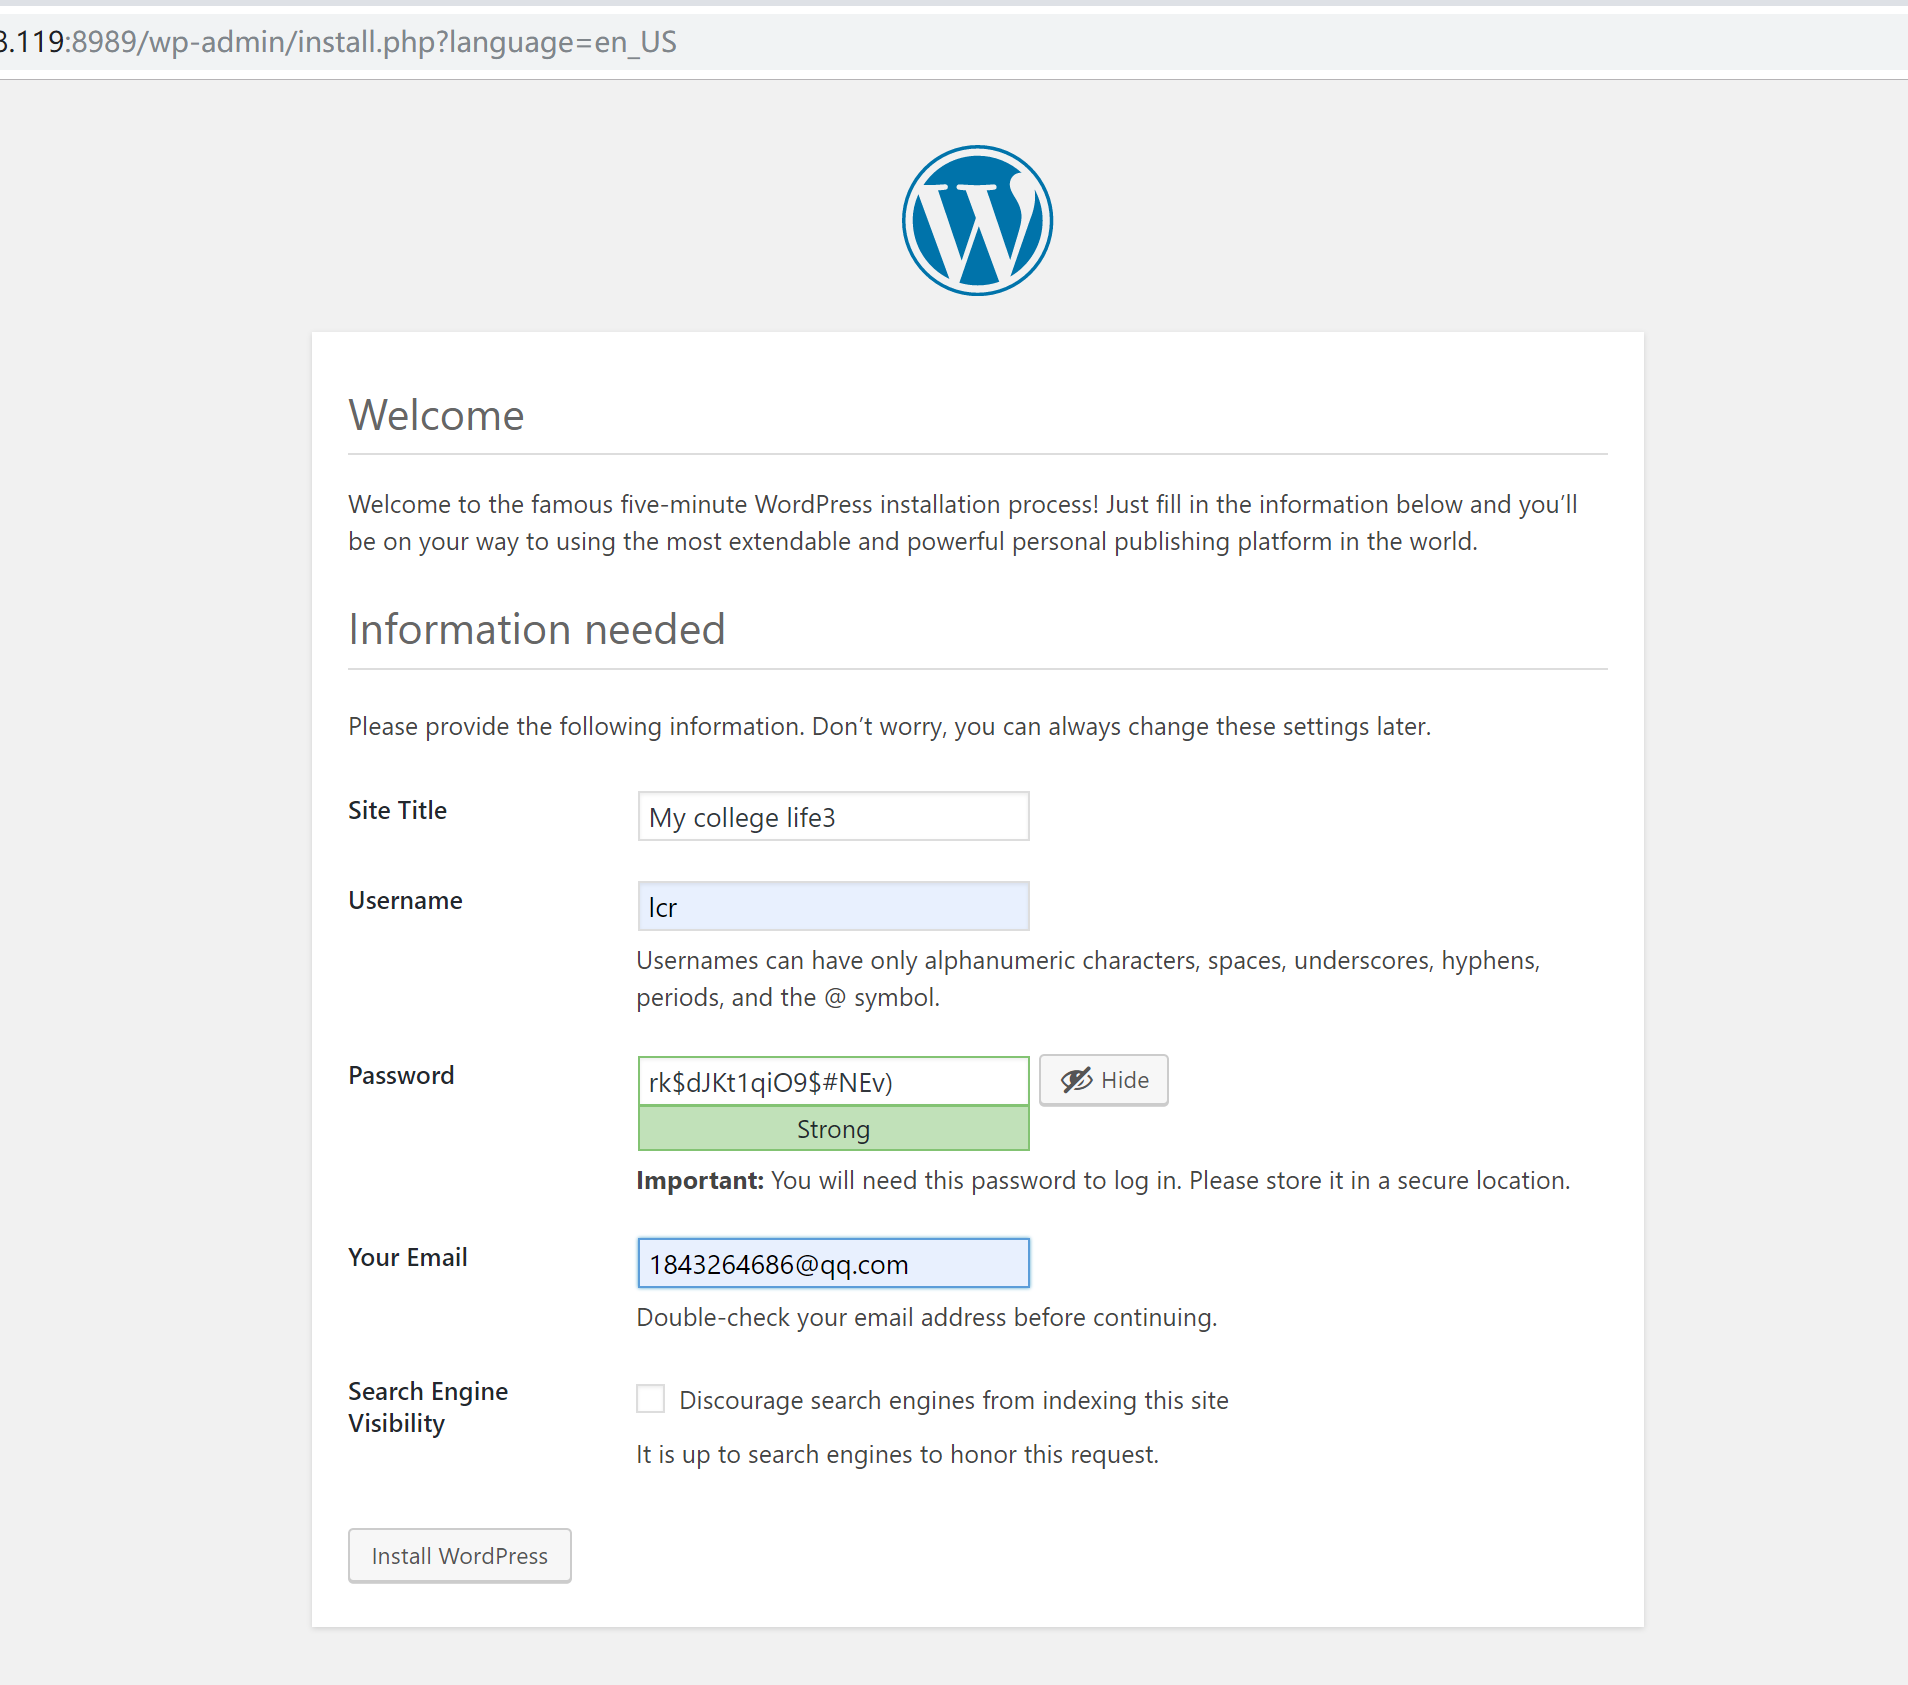 3.119:8989/wp-admin/install.php?language=en_US
Welcome
Welcome to the famous five-minute WordPress installation process! Just fill in the information below and you’ll
be on your way to using the most extendable and powerful personal publishing platform in the world.
Information needed
Please provide the following information. Don’t worry, you can always change these settings later.
Site Title
My college life3
Username
lcr
Usernames can have only alphanumeric characters, spaces, underscores, hyphens,
periods, and the @ symbol.
Password
rk$dJKt1qiO9$#NEv)
Hide
Strong
Important: You will need this password to log in. Please store it in a secure location.
Your Email
1843264686@qq.com
Double-check your email address before continuing.
Search Engine
Visibility
Discourage search engines from indexing this site
It is up to search engines to honor this request.
Install WordPress